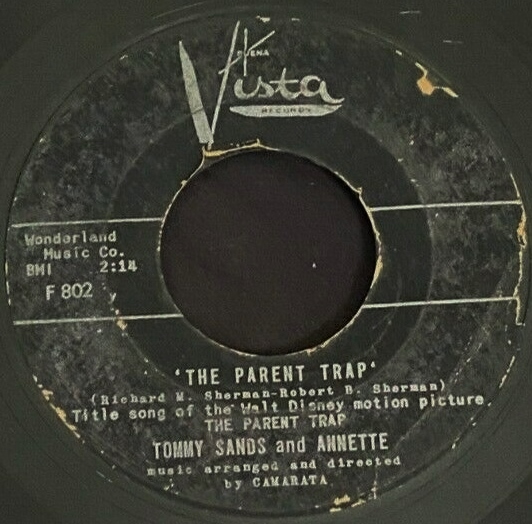 BUENA
Vista
RECORDS
Wonderland
Music Co.
BMI 2:14
F 802
'THE PARENT TRAP'
(Richard M. Sherman-Robert B. Sherman)
Title song of the Walt Disney motion picture
THE PARENT TRAP
TOMMY SANDS and ANNETTE
music arranged and directed
by CAMARATA